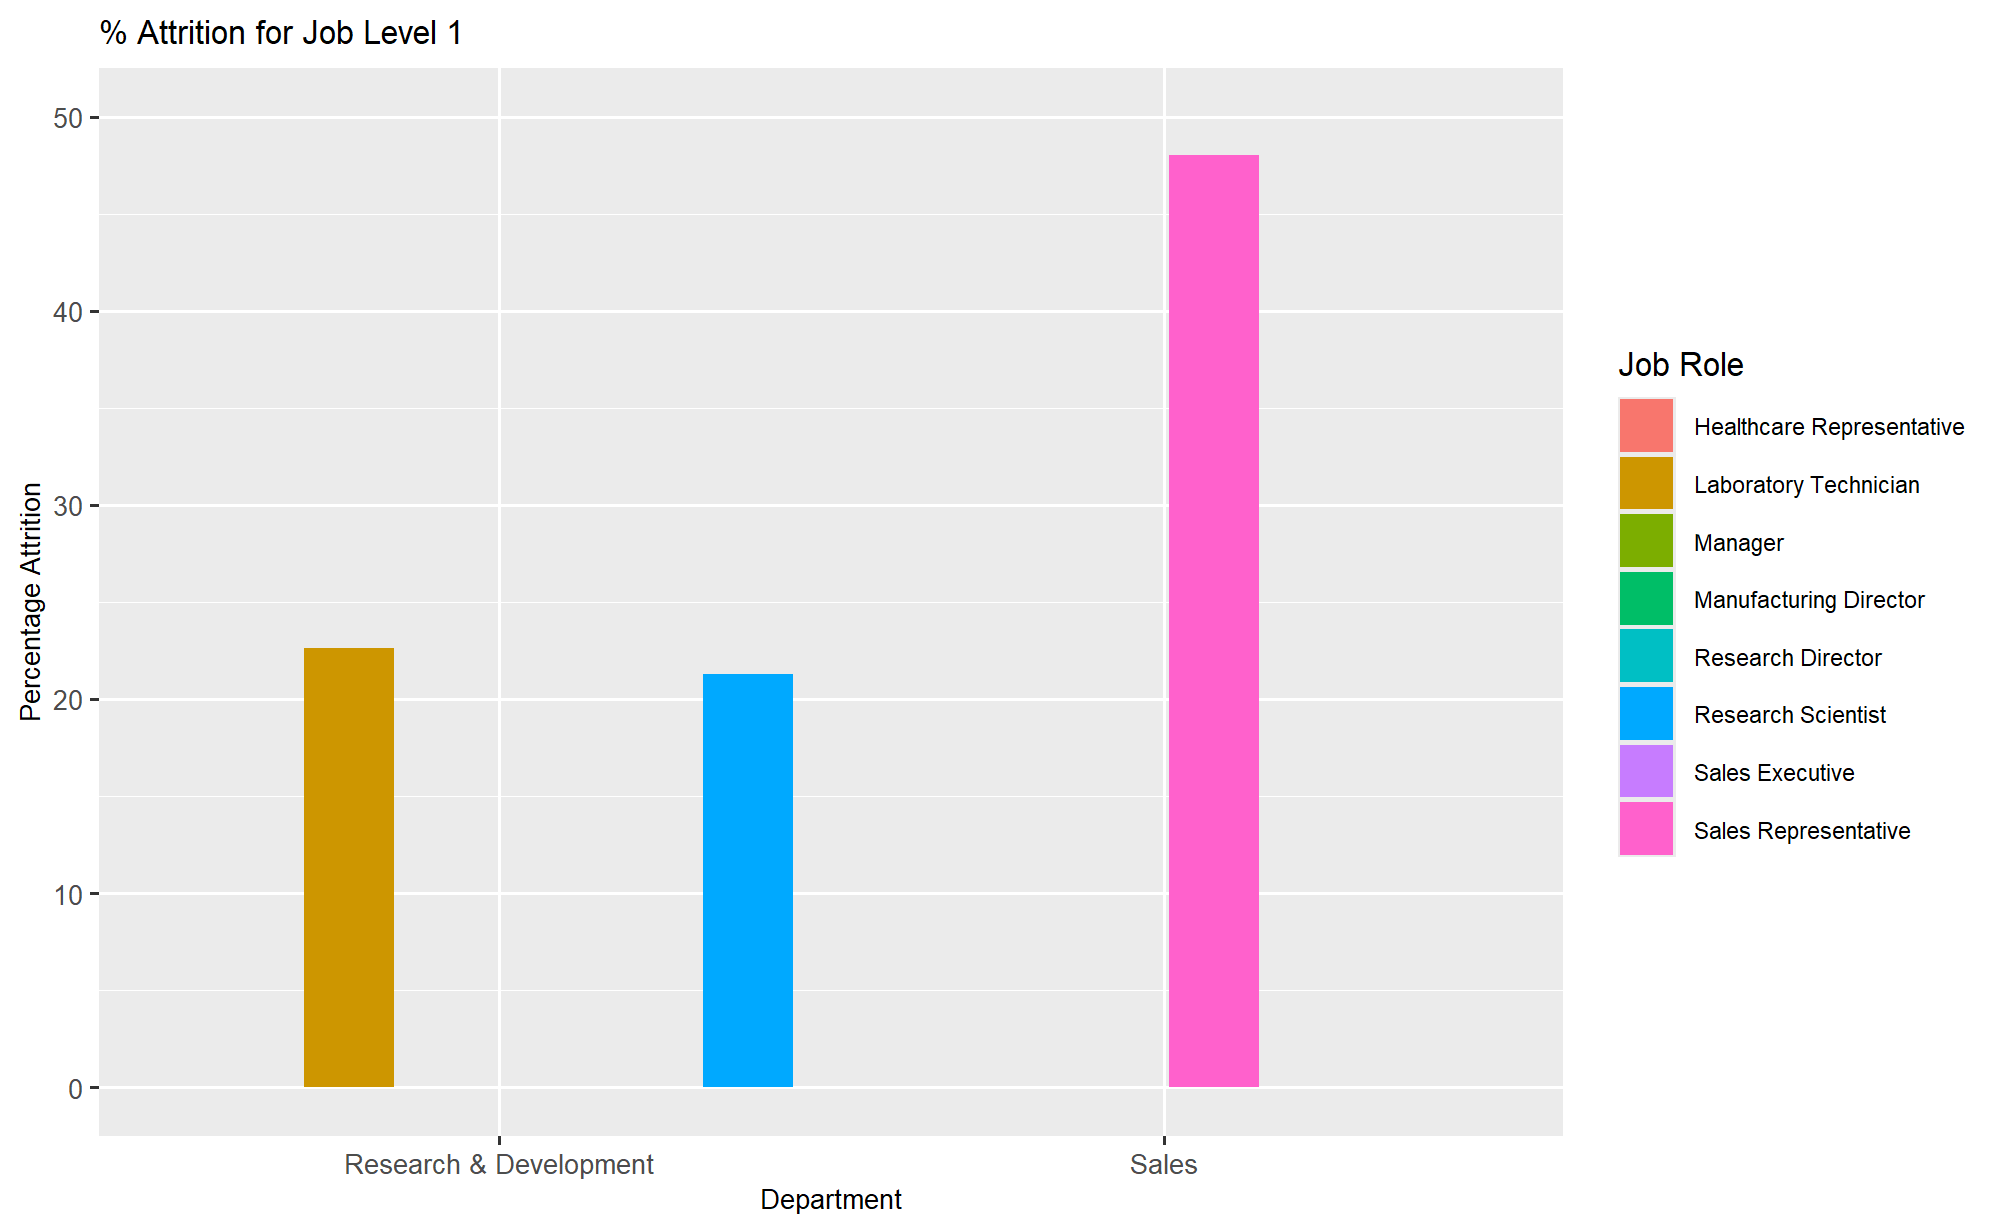 % Attrition for Job Level 1
50
40
30
20
10
0
Percentage Attrition
Research & Development
Sales
Department
Job Role
Healthcare Representative
Laboratory Technician
Manager
Manufacturing Director
Research Director
Research Scientist
Sales Executive
Sales Representative